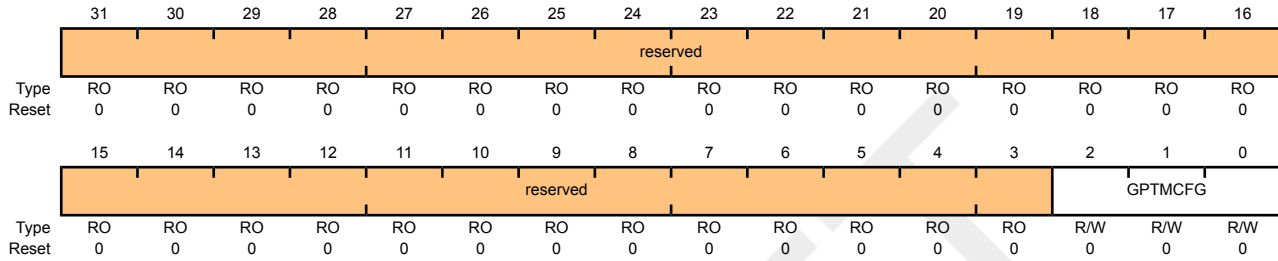 31 30 29 28 27 26 25 24 23 22 21 20 19 18 17 16
reserved
Type RO RO RO RO RO RO RO RO RO RO RO RO RO RO RO RO
Reset 0 0 0 0 0 0 0 0 0 0 0 0 0 0 0 0
15 14 13 12 11 10 9 8 7 6 5 4 3 2 1 0
reserved GPTMCFG
Type RO RO RO RO RO RO RO RO RO RO RO RO RO R/W R/W R/W
Reset 0 0 0 0 0 0 0 0 0 0 0 0 0 0 0 0